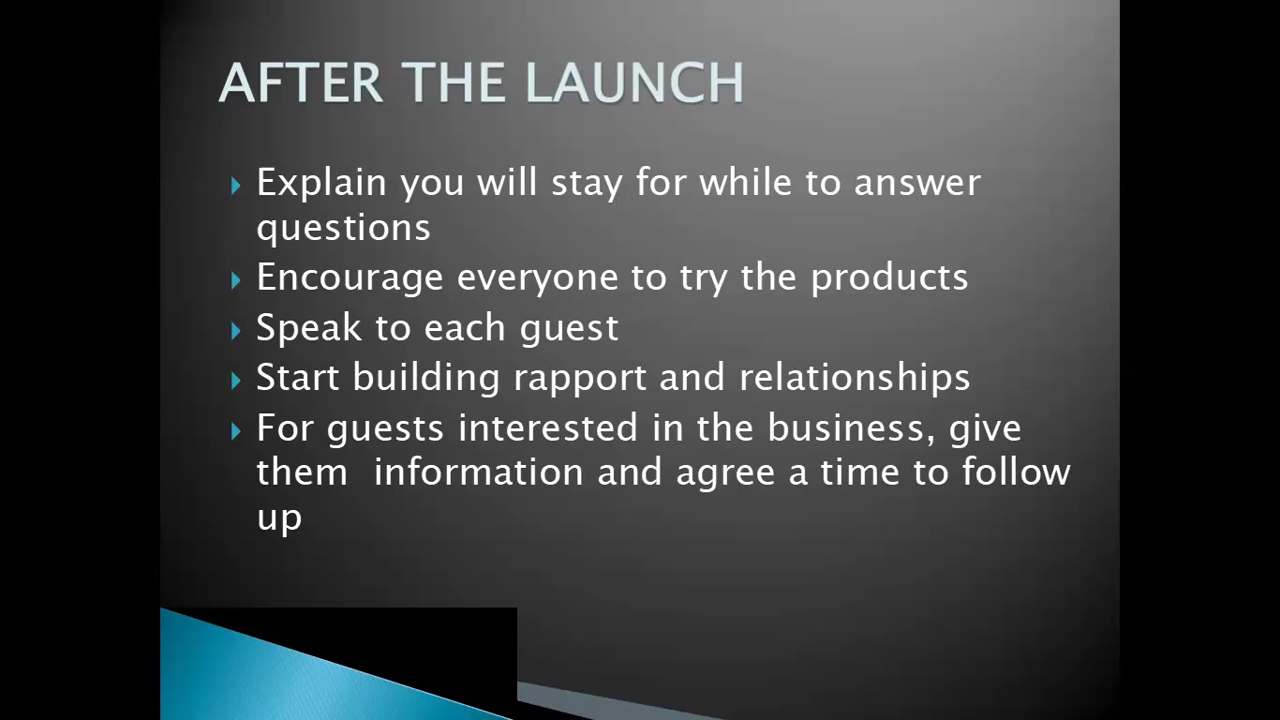 AFTER THE LAUNCH
Explain you will stay for while to answer
questions
Encourage everyone to try the products
Speak to each guest
Start building rapport and relationships
For guests interested in the business, give
them  information and agree a time to follow
up